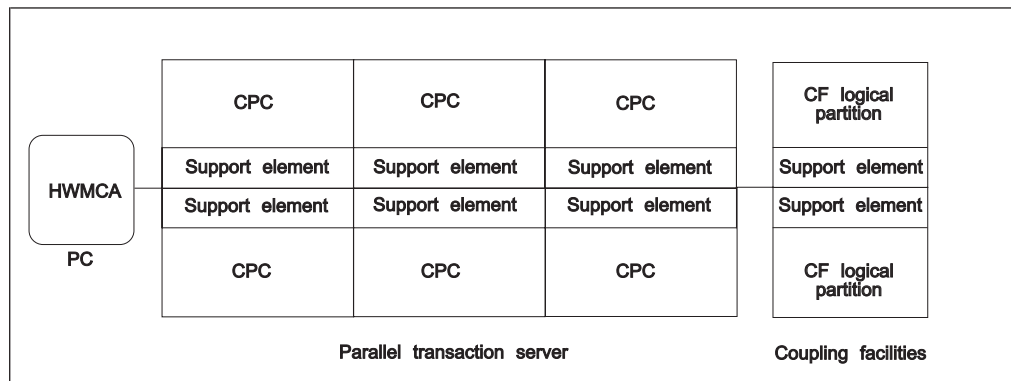 CPC
CPC
CPC
CF logical
partition
Support element
Support element
Support element
Support element
HWMCA
Support element
Support element
Support element
Support element
PC
CPC
CPC
CPC
CF logical
partition
Parallel transaction server
Coupling facilities